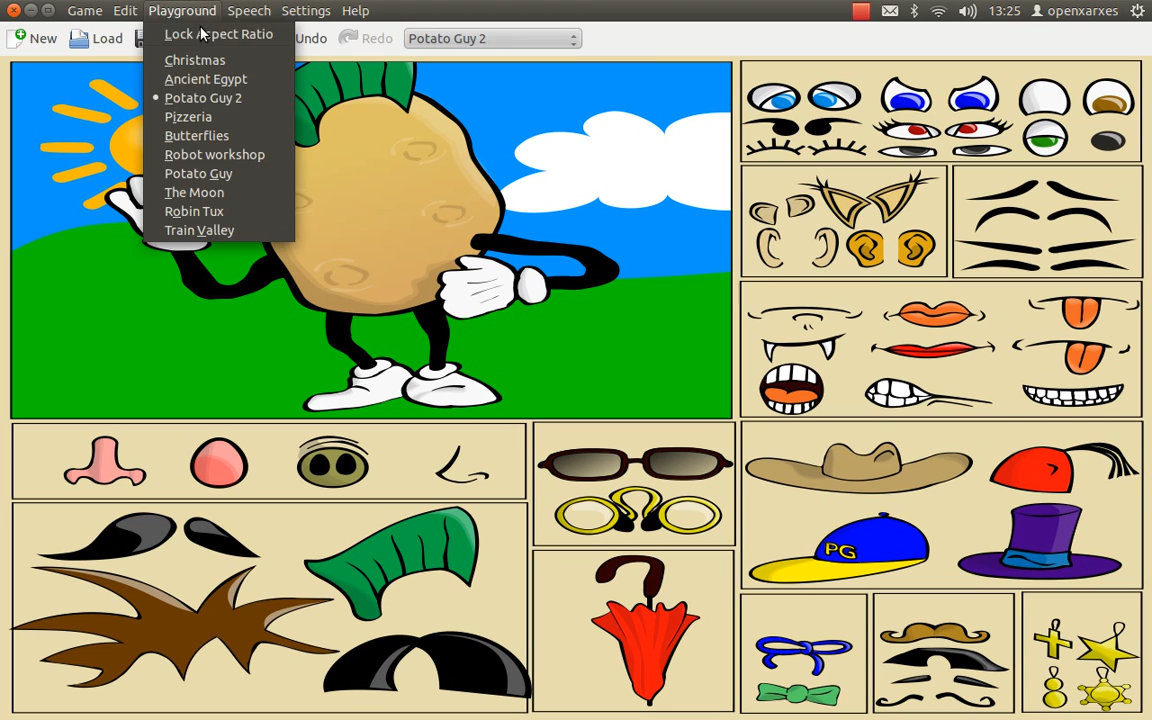 Game Edit Playground Speech Settings Help 13:25 openxarxes
New Load Undo Redo Potato Guy 2
Lock Aspect Ratio
Christmas
Ancient Egypt
Potato Guy 2
Pizzeria
Butterflies
Robot workshop
Potato Guy
The Moon
Robin Tux
Train Valley
PG